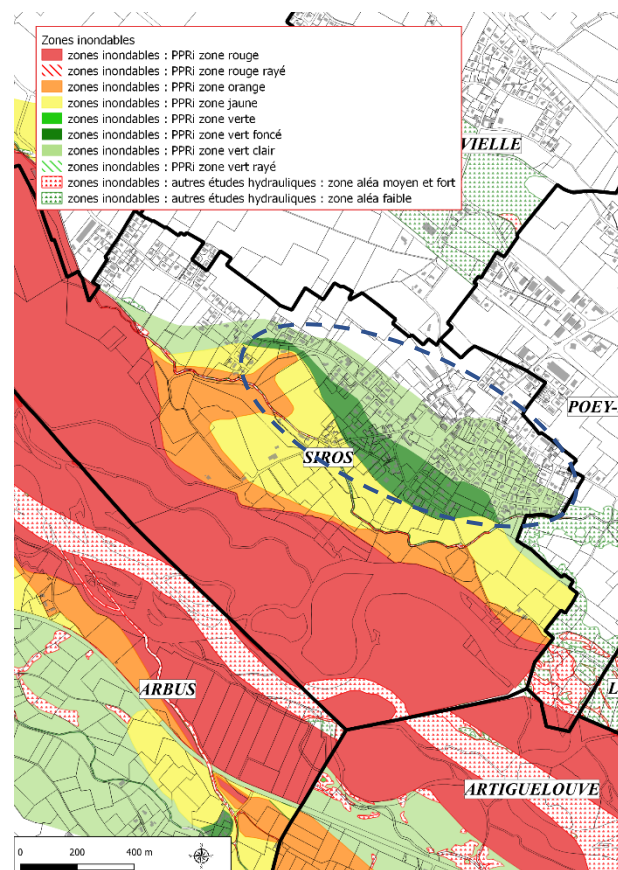 Zones inondables
zones inondables : PPRi zone rouge
zones inondables : PPRi zone rouge rayé
zones inondables : PPRi zone orange
zones inondables : PPRi zone jaune
zones inondables : PPRi zone verte
zones inondables : PPRi zone vert foncé
zones inondables : PPRi zone vert clair
zones inondables : PPRi zone vert rayé
zones inondables : autres études hydrauliques : zone aléa moyen et fort
zones inondables : autres études hydrauliques : zone aléa faible
VIELLE
POEY-
SIROS
ARBUS
L
ARTIGUELOUVE
0 200 400 m